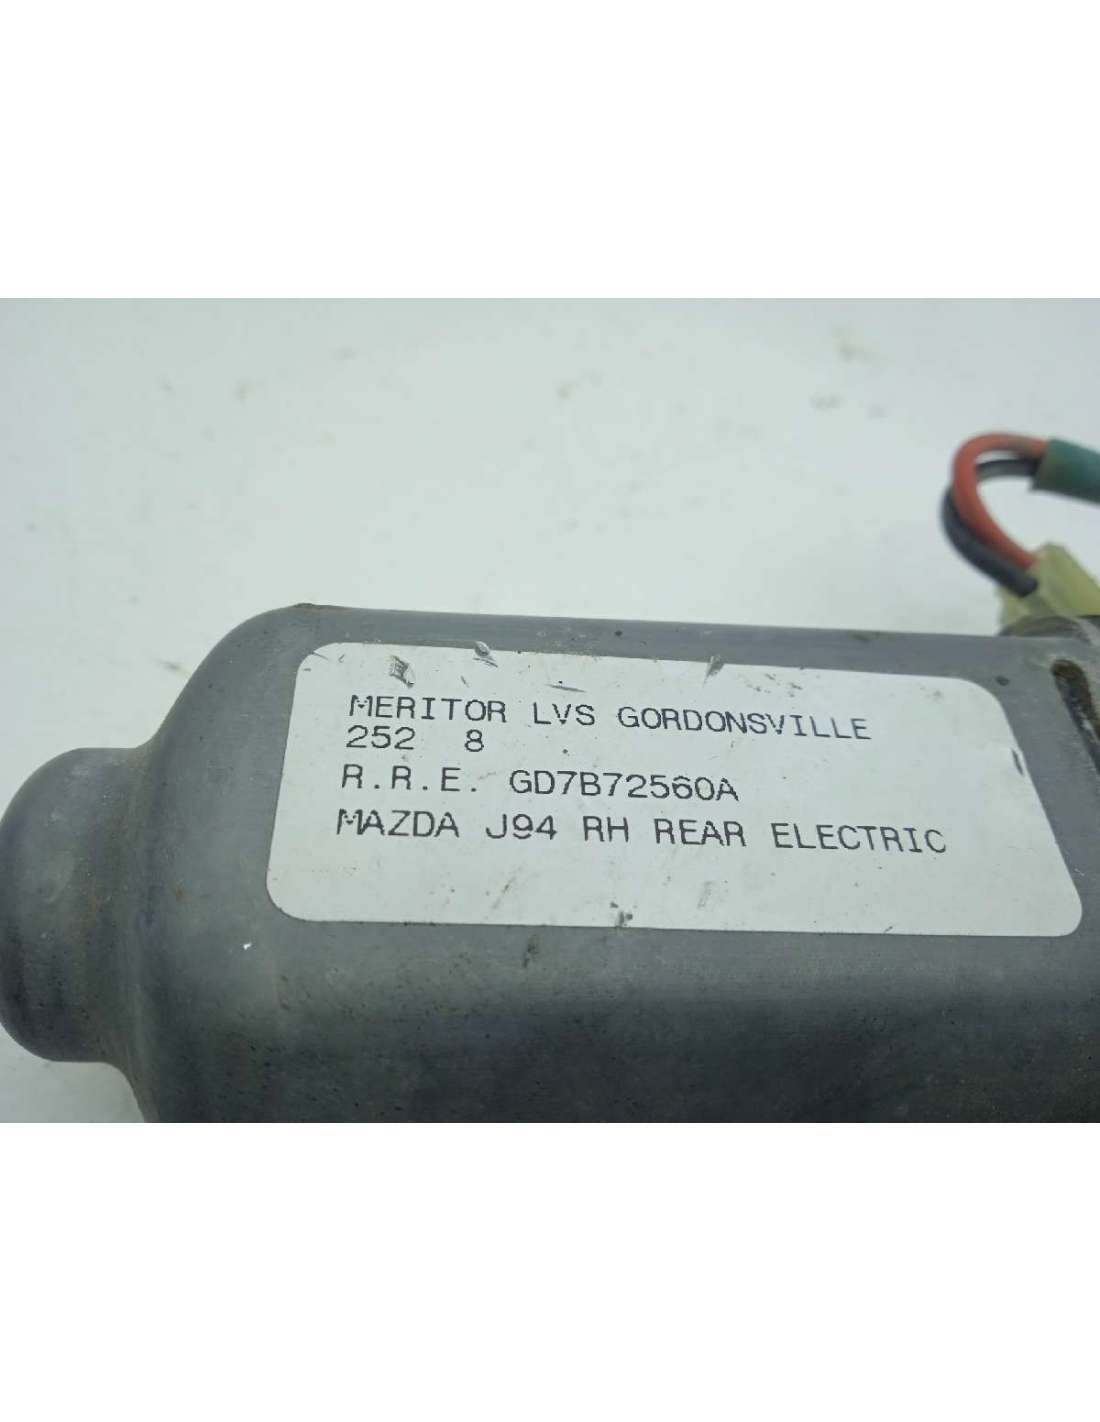 MERITOR LVS GORDONSVILLE
252 8
R.R.E. GD7B72560A
MAZDA J94 RH REAR ELECTRIC